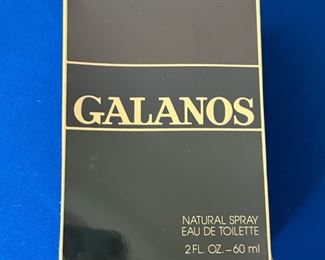 GALANOS
NATURAL SPRAY
EAU DE TOILETTE
2 FL. OZ. – 60 ml